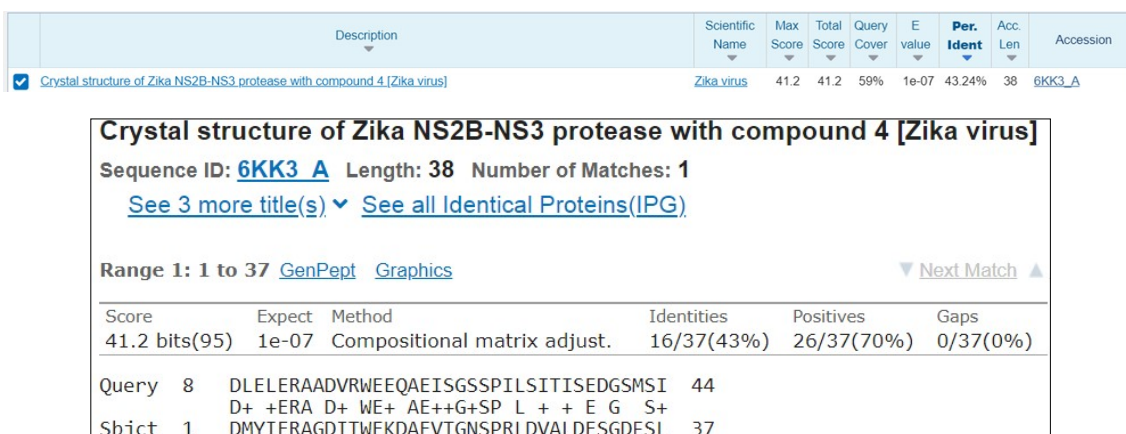 Description Scientific Name Max Score Total Score Query Cover E value Per. Ident Acc. Len Accession
Crystal structure of Zika NS2B-NS3 protease with compound 4 [Zika virus] Zika virus 41.2 41.2 59% 1e-07 43.24% 38 6KK3_A
Crystal structure of Zika NS2B-NS3 protease with compound 4 [Zika virus]
Sequence ID: 6KK3_A Length: 38 Number of Matches: 1
See 3 more title(s) See all Identical Proteins(IPG)
Range 1: 1 to 37 GenPept Graphics Next Match
Score Expect Method Identities Positives Gaps
41.2 bits(95) 1e-07 Compositional matrix adjust. 16/37(43%) 26/37(70%) 0/37(0%)
Query 8 DLELERAADVRWEEQAEISGSSPILSITISEDGSMSI 44
D+ +ERA D+ WE+ AE++G+SP L + + E G S+
Sbjct 1 DMYIERAGDITWEKDAEVTGNSPRLDVALDESGDFSL 37